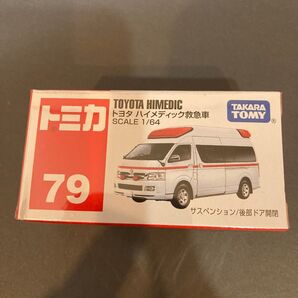 トミカ
79
TOYOTA HIMEDIC
トヨタ ハイメディック救急車
SCALE 1/64
TAKARA
TOMY
®
サスペンション/後部ドア開閉